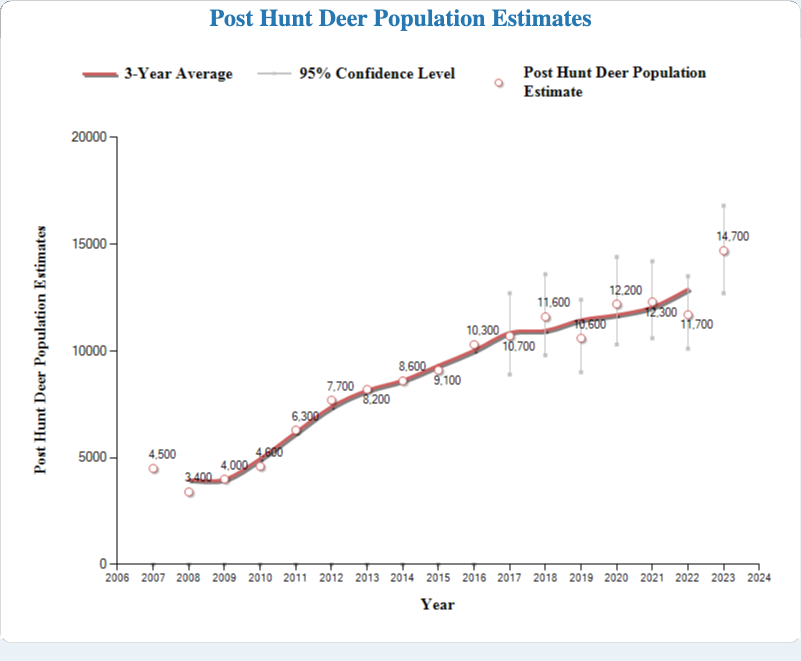 Post Hunt Deer Population Estimates
3-Year Average
95% Confidence Level
Post Hunt Deer Population
Estimate
Post Hunt Deer Population Estimates
20000
15000
10000
5000
0
4,500
3,400
4,000
4,600
6,300
7,700
8,200
8,600
9,100
10,300
10,700
11,600
10,600
12,200
12,300
11,700
14,700
2006 2007 2008 2009 2010 2011 2012 2013 2014 2015 2016 2017 2018 2019 2020 2021 2022 2023 2024
Year